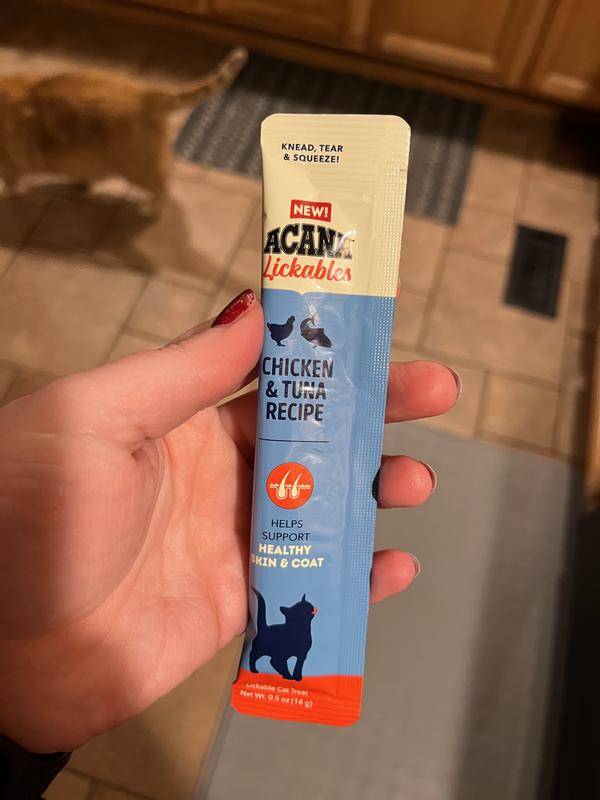 KNEAD, TEAR
& SQUEEZE!
NEW!
ACANA
Lickables
CHICKEN
& TUNA
RECIPE
HELPS
SUPPORT
HEALTHY
SKIN & COAT
Lickable Cat Treat
Net Wt. 0.5 oz (14 g)